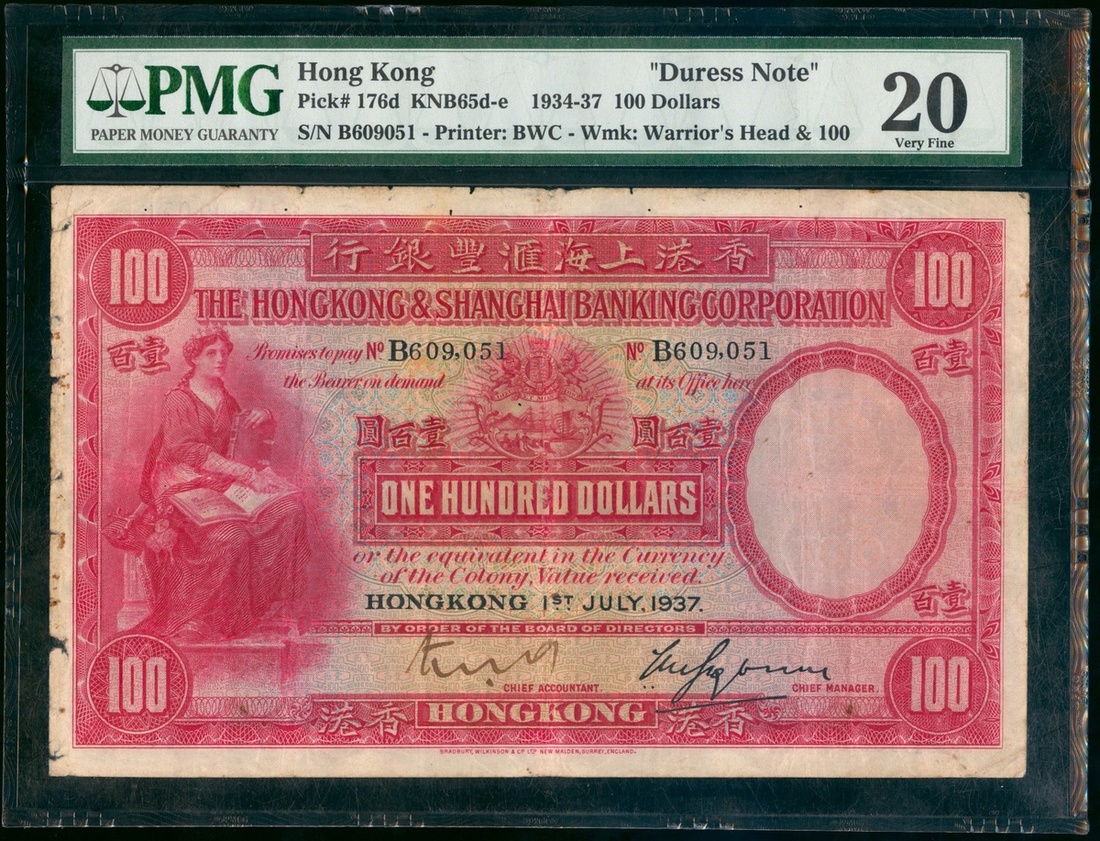 PMG
PAPER MONEY GUARANTY
Hong Kong "Duress Note"
Pick# 176d KNB65d-e 1934-37 100 Dollars
S/N B609051 - Printer: BWC - Wmk: Warrior's Head & 100
20
Very Fine
100 行銀豐滙海上港香 100
THE HONGKONG & SHANGHAI BANKING CORPORATION
百壹 百壹
Promises to pay Nº B609,051 Nº B609,051
the Bearer on demand at its Office here
圓百壹 圓百壹
ONE HUNDRED DOLLARS
or the equivalent in the Currency
of the Colony, Value received.
百壹
HONGKONG 1ST JULY, 1937.
BY ORDER OF THE BOARD OF DIRECTORS
100 100
CHIEF ACCOUNTANT. CHIEF MANAGER.
港香 HONGKONG 港香
BRADBURY, WILKINSON & Cº Lᵀᴰ NEW MALDEN, SURREY, ENGLAND.